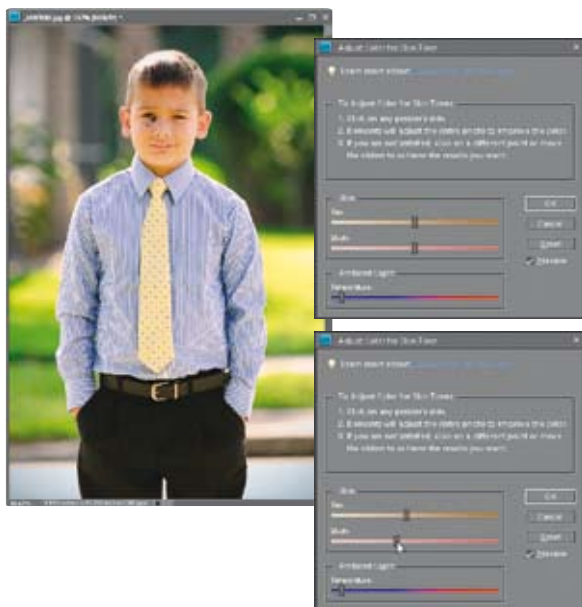 Adjust Color for Skin Tone
Learn more about:
To Adjust Color for Skin Tones
1. Click on any person's skin.
2. Elements will adjust the entire photo to improve the color.
3. If you are not satisfied, click on a different point or move
the sliders to achieve the results you want.
Skin
Tan
Blush
Ambient Light
Temperature
OK
Cancel
Reset
Preview
Adjust Color for Skin Tone
Learn more about:
To Adjust Color for Skin Tones
1. Click on any person's skin.
2. Elements will adjust the entire photo to improve the color.
3. If you are not satisfied, click on a different point or move
the sliders to achieve the results you want.
Skin
Tan
Blush
Ambient Light
Temperature
OK
Cancel
Reset
Preview